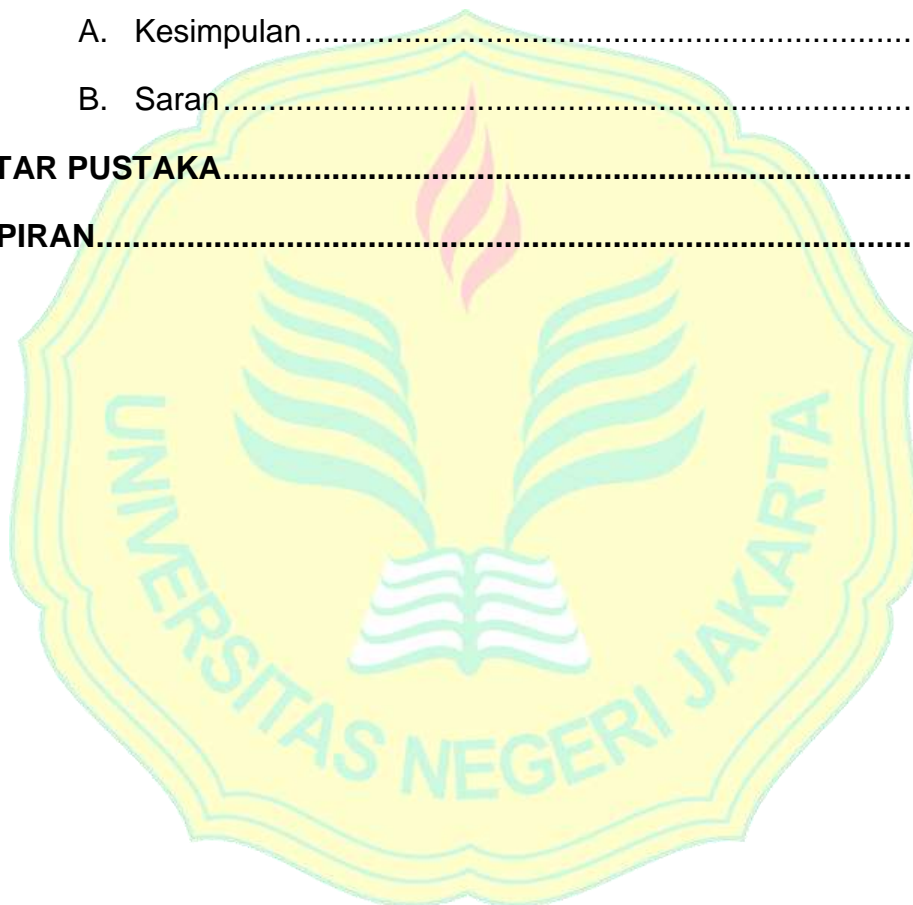 A. Kesimpulan........................................................................
B. Saran.................................................................................
TAR PUSTAKA............................................................................
PIRAN..........................................................................................
UNIVERSITAS NEGERI JAKARTA